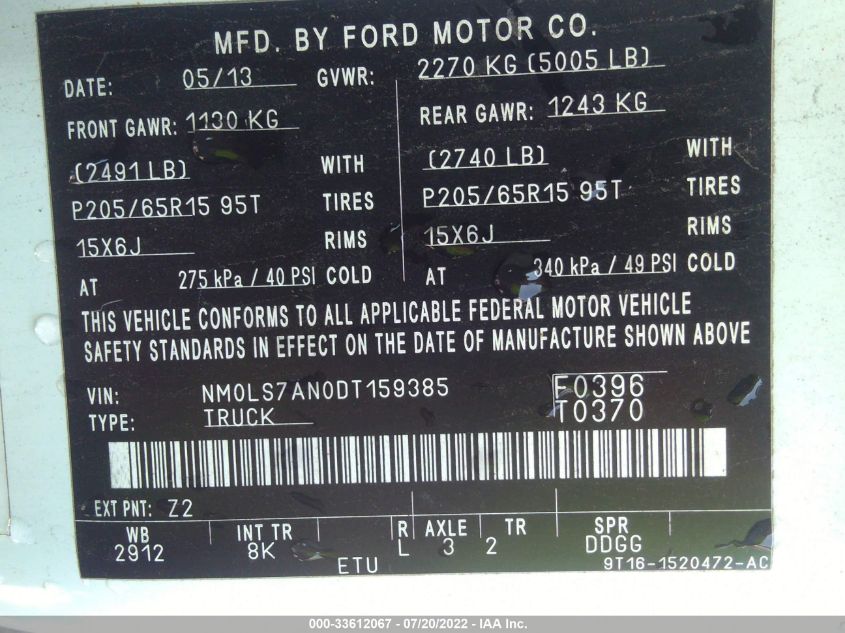 MFD. BY FORD MOTOR CO.
DATE: 05/13 GVWR: 2270 KG (5005 LB)
FRONT GAWR: 1130 KG REAR GAWR: 1243 KG
(2491 LB) WITH (2740 LB) WITH
P205/65R15 95T TIRES P205/65R15 95T TIRES
15X6J RIMS 15X6J RIMS
AT 275 kPa / 40 PSI COLD AT 340 kPa / 49 PSI COLD
THIS VEHICLE CONFORMS TO ALL APPLICABLE FEDERAL MOTOR VEHICLE
SAFETY STANDARDS IN EFFECT ON THE DATE OF MANUFACTURE SHOWN ABOVE
VIN: NM0LS7AN0DT159385 F0396
TYPE: TRUCK T0370
EXT PNT: Z2
WB INT TR R AXLE TR SPR
2912 8K L 3 2 DDGG
ETU 9T16-1520472-AC
000-33612067 - 07/20/2022 - IAA Inc.